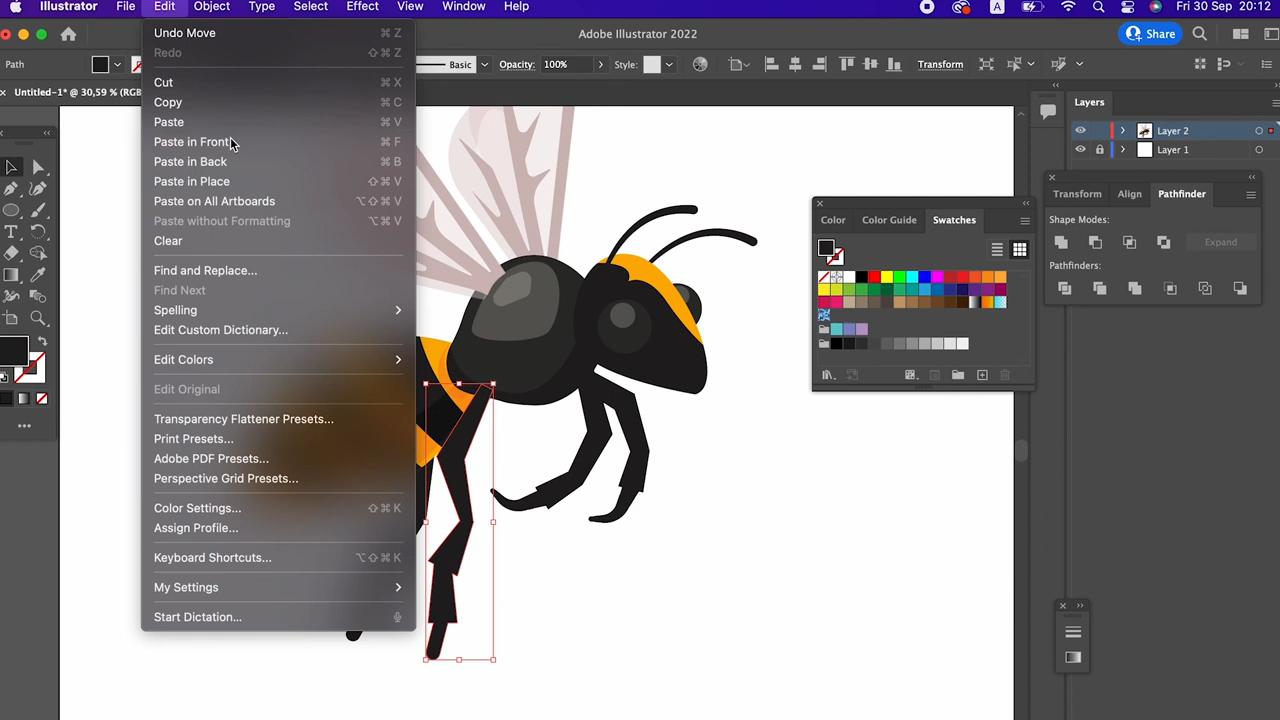 Illustrator File Edit Object Type Select Effect View Window Help A Fri 30 Sep 20:12
Adobe Illustrator 2022 Share
Path Basic Opacity: 100% Style: Transform
× Untitled-1* @ 30,59 % (RGB
Undo Move ⌘ Z
Redo ⇧ ⌘ Z
Cut ⌘ X
Copy ⌘ C
Paste ⌘ V
Paste in Front ⌘ F
Paste in Back ⌘ B
Paste in Place ⇧ ⌘ V
Paste on All Artboards ⌥ ⇧ ⌘ V
Paste without Formatting ⌥ ⌘ V
Clear
Find and Replace...
Find Next
Spelling
Edit Custom Dictionary...
Edit Colors
Edit Original
Transparency Flattener Presets...
Print Presets...
Adobe PDF Presets...
Perspective Grid Presets...
Color Settings... ⇧ ⌘ K
Assign Profile...
Keyboard Shortcuts... ⌥ ⇧ ⌘ K
My Settings
Start Dictation...
Color Color Guide Swatches
Layers
Layer 2
Layer 1
Transform Align Pathfinder
Shape Modes:
Expand
Pathfinders: